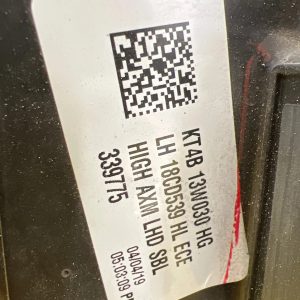 KT4B 13W030 HG
LH 18CD539 HL ECE
HIGH AXM LHD SBL
339775
04/04/19
05:03:09 PM